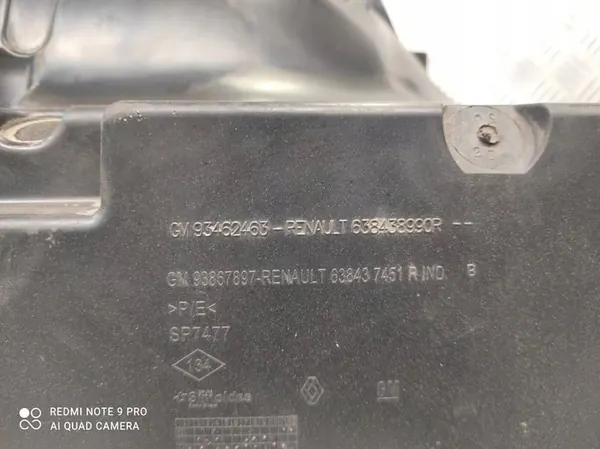 GM 93462463 - RENAULT 638438990R --
GM 93867897-RENAULT 63843 7451 R IND. B
>P/E<
SP7477
134
GM
REDMI NOTE 9 PRO
AI QUAD CAMERA